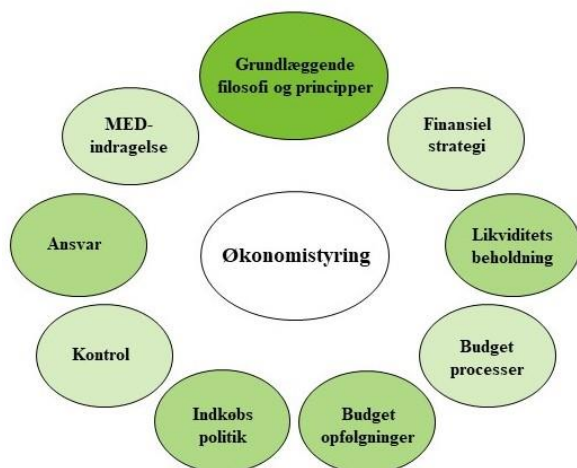 Grundlæggende
filosofi og principper
Finansiel
strategi
Likviditets
beholdning
Budget
processer
Budget
opfølgninger
Indkøbs
politik
Kontrol
Ansvar
MED-
indragelse
Økonomistyring